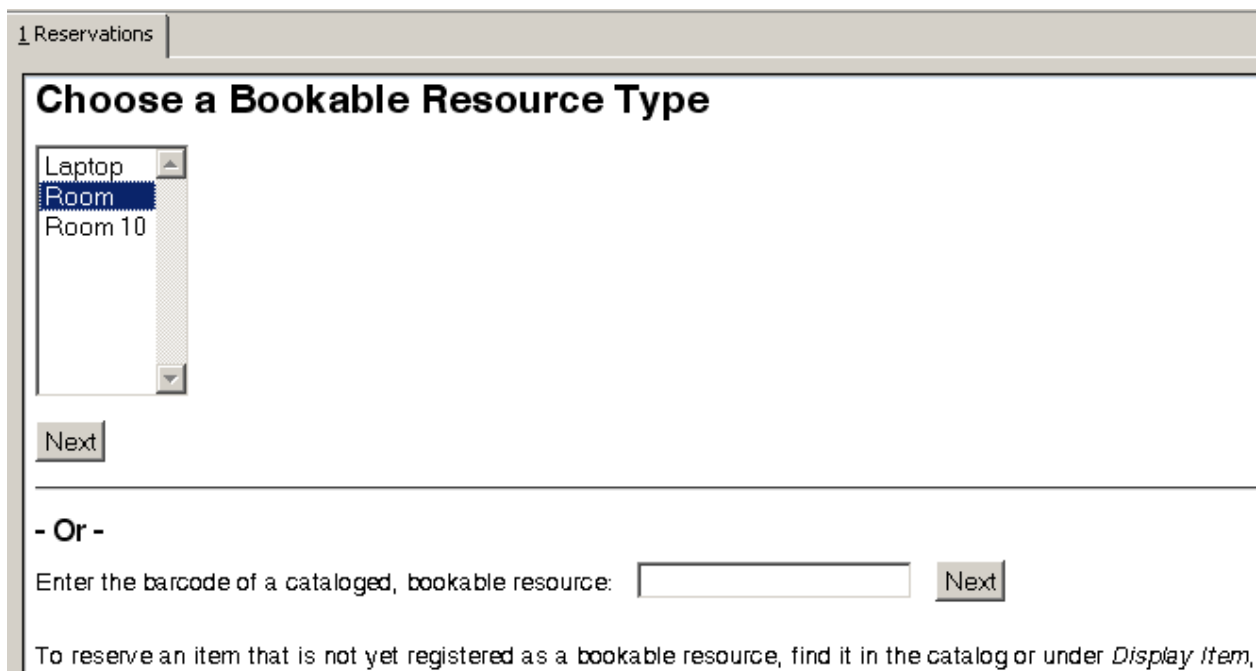 1 Reservations
Choose a Bookable Resource Type
Laptop
Room
Room 10
Next
- Or -
Enter the barcode of a cataloged, bookable resource: Next
To reserve an item that is not yet registered as a bookable resource, find it in the catalog or under Display Item